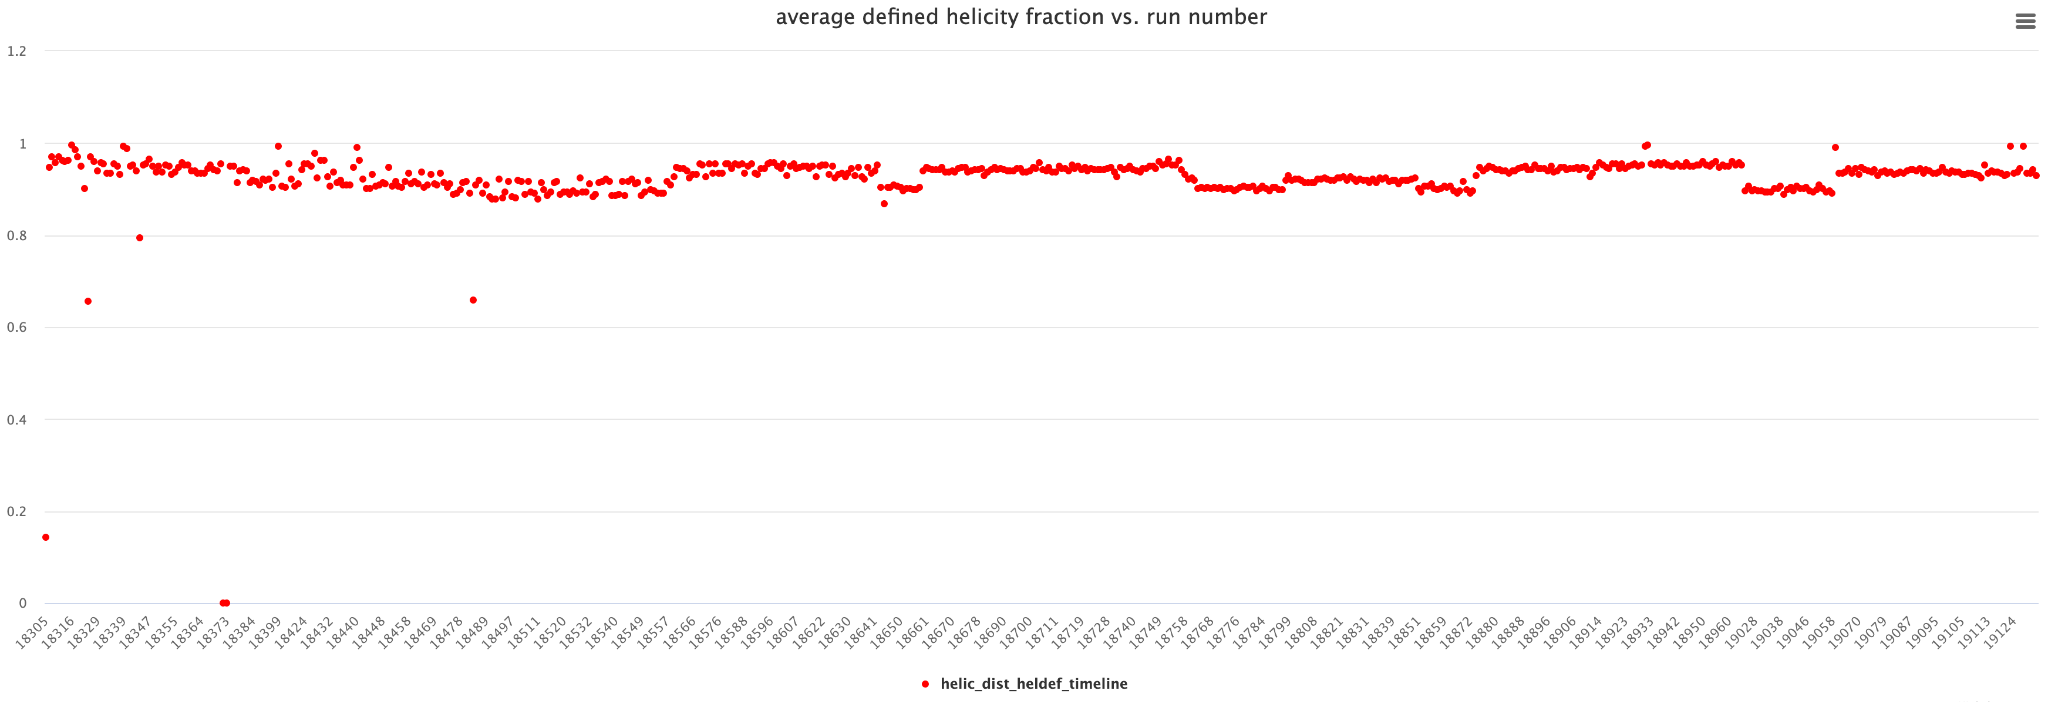 average defined helicity fraction vs. run number
1.2
1
0.8
0.6
0.4
0.2
0
18305 18316 18329 18339 18347 18355 18364 18373 18384 18399 18424 18432 18440 18448 18458 18469 18478 18489 18497 18511 18520 18532 18540 18549 18557 18566 18576 18588 18596 18607 18622 18630 18641 18650 18661 18670 18678 18690 18700 18711 18719 18728 18740 18749 18758 18768 18776 18784 18799 18808 18821 18831 18839 18851 18859 18872 18880 18888 18896 18906 18914 18923 18933 18942 18950 18960 19028 19038 19046 19058 19070 19079 19087 19095 19105 19113 19124
helic_dist_heldef_timeline